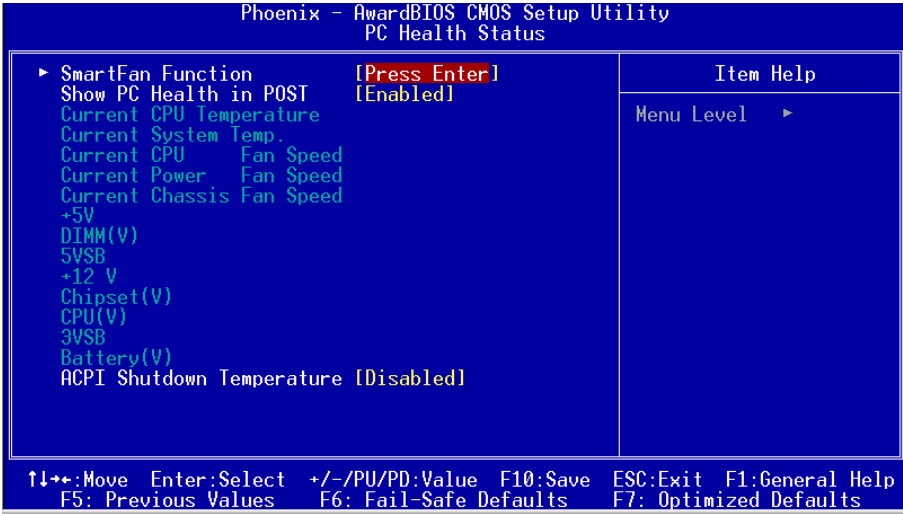 Phoenix - AwardBIOS CMOS Setup Utility
PC Health Status
► SmartFan Function [Press Enter]
Item Help
Show PC Health in POST [Enabled]
Current CPU Temperature
Menu Level ►
Current System Temp.
Current CPU Fan Speed
Current Power Fan Speed
Current Chassis Fan Speed
+5V
DIMM(V)
5VSB
+12 V
Chipset(V)
CPU(V)
3VSB
Battery(V)
ACPI Shutdown Temperature [Disabled]
↑↓→←:Move Enter:Select +/-/PU/PD:Value F10:Save ESC:Exit F1:General Help
F5: Previous Values F6: Fail-Safe Defaults F7: Optimized Defaults